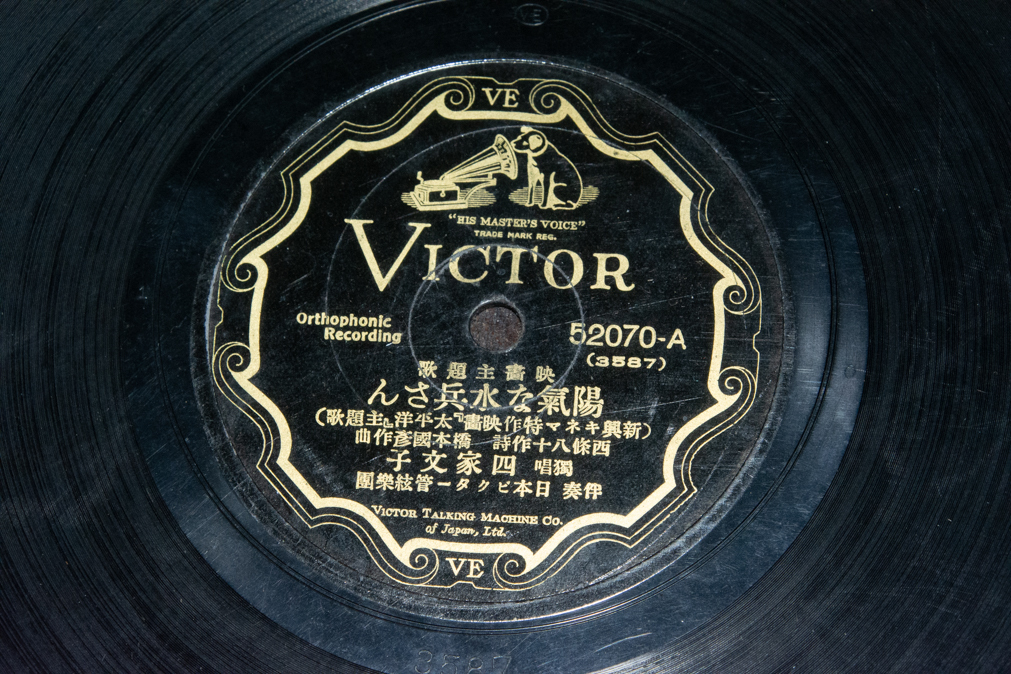 VE
"HIS MASTER'S VOICE"
TRADE MARK REG.
VICTOR
Orthophonic
Recording
52070-A
(3587)
映畫主題歌
陽氣な水兵さん
(新興キネマ特作映畫『太平洋』主題歌)
西條八十作詩 橋本國彥作曲
獨唱 四家文子
伴奏 日本ビクター管絃樂團
VICTOR TALKING MACHINE CO.
of Japan, Ltd.
VE
3587